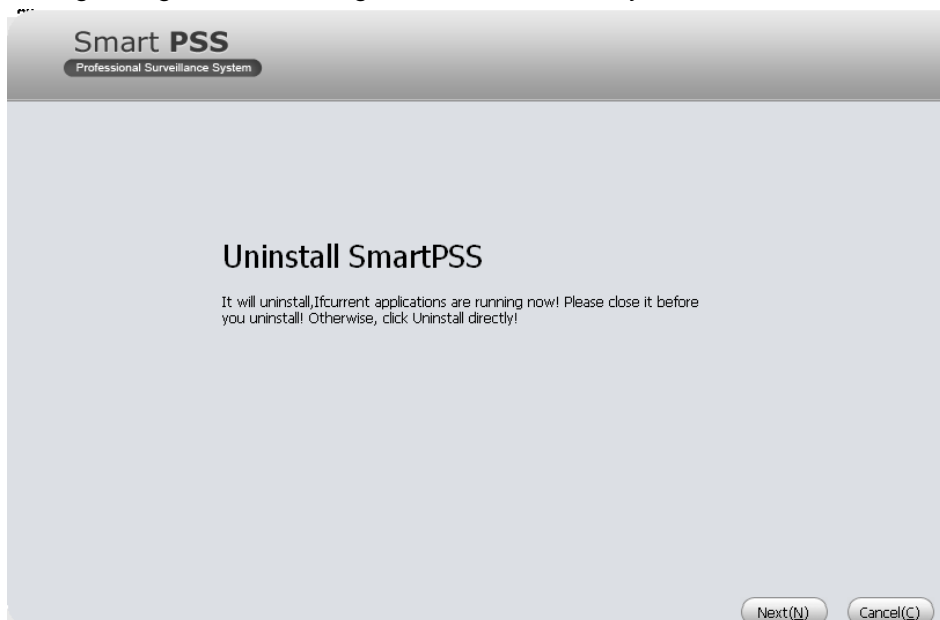 Smart PSS
Professional Surveillance System
Uninstall SmartPSS
It will uninstall,Ifcurrent applications are running now! Please close it before
you uninstall! Otherwise, click Uninstall directly!
Next(N) Cancel(C)